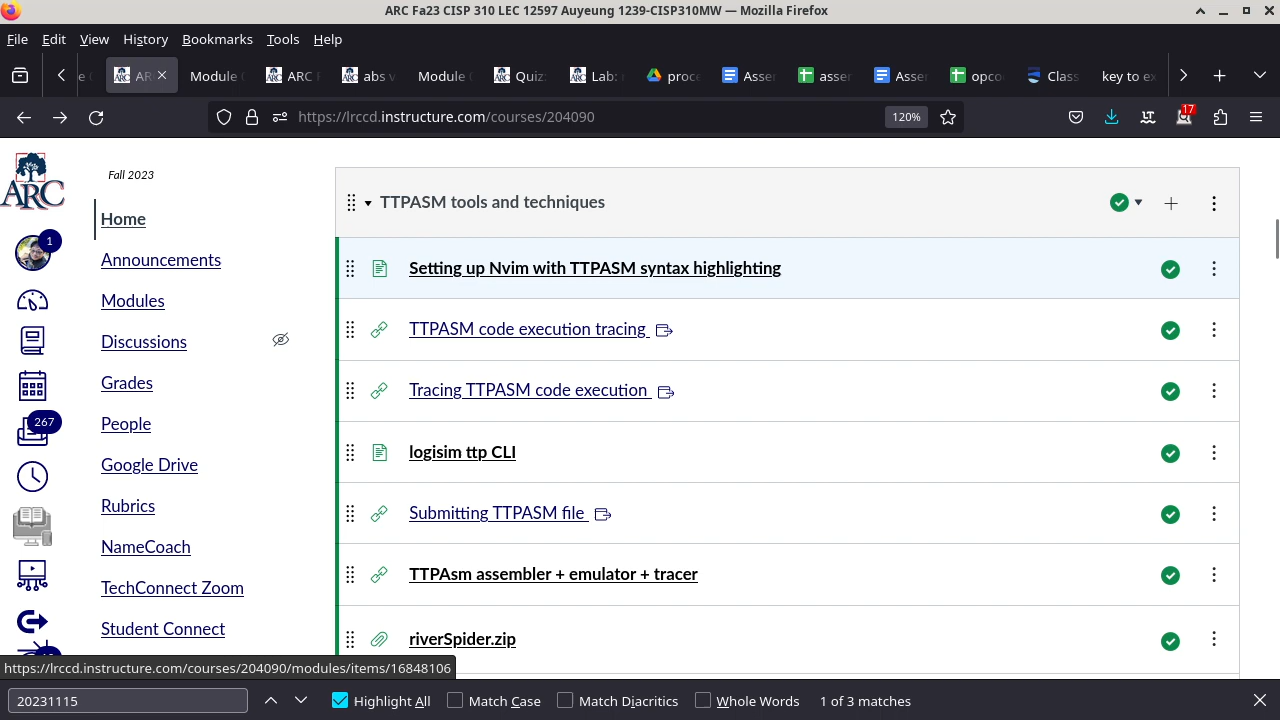 ARC Fa23 CISP 310 LEC 12597 Auyeung 1239-CISP310MW — Mozilla Firefox
File Edit View History Bookmarks Tools Help
AR Module ARC abs v Module Quiz: Lab: proce Asse asser Asser opco Class key to ex
https://lrccd.instructure.com/courses/204090 120% 17
ARC
Fall 2023
Home
Announcements
Modules
Discussions
Grades
People
Google Drive
Rubrics
NameCoach
TechConnect Zoom
Student Connect
1
267
TTPASM tools and techniques
Setting up Nvim with TTPASM syntax highlighting
TTPASM code execution tracing
Tracing TTPASM code execution
logisim ttp CLI
Submitting TTPASM file
TTPAsm assembler + emulator + tracer
riverSpider.zip
https://lrccd.instructure.com/courses/204090/modules/items/16848106
20231115 Highlight All Match Case Match Diacritics Whole Words 1 of 3 matches